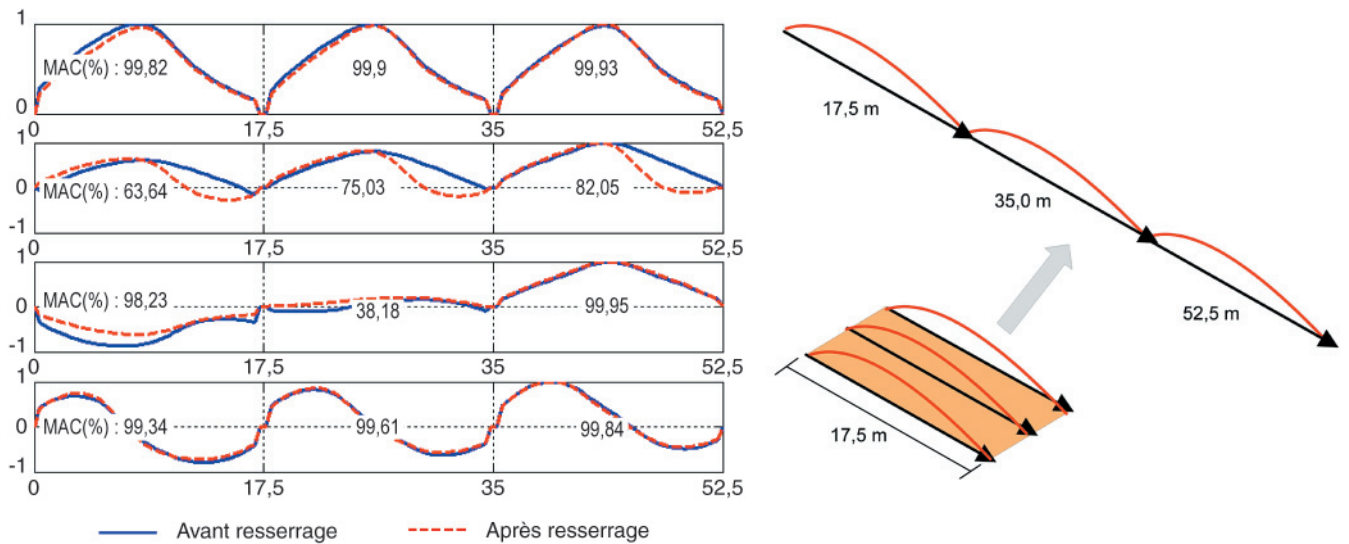 1
MAC(%) : 99,82 99,9 99,93
0
0 17,5 35 52,5
1
0
MAC(%) : 63,64 75,03 82,05
-1
0 17,5 35 52,5
1
MAC(%) : 98,23 38,18 99,95
0
-1
0 17,5 35 52,5
1
0
MAC(%) : 99,34 99,61 99,84
-1
0 17,5 35 52,5
Avant resserrage Après resserrage
17,5 m
35,0 m
52,5 m
17,5 m